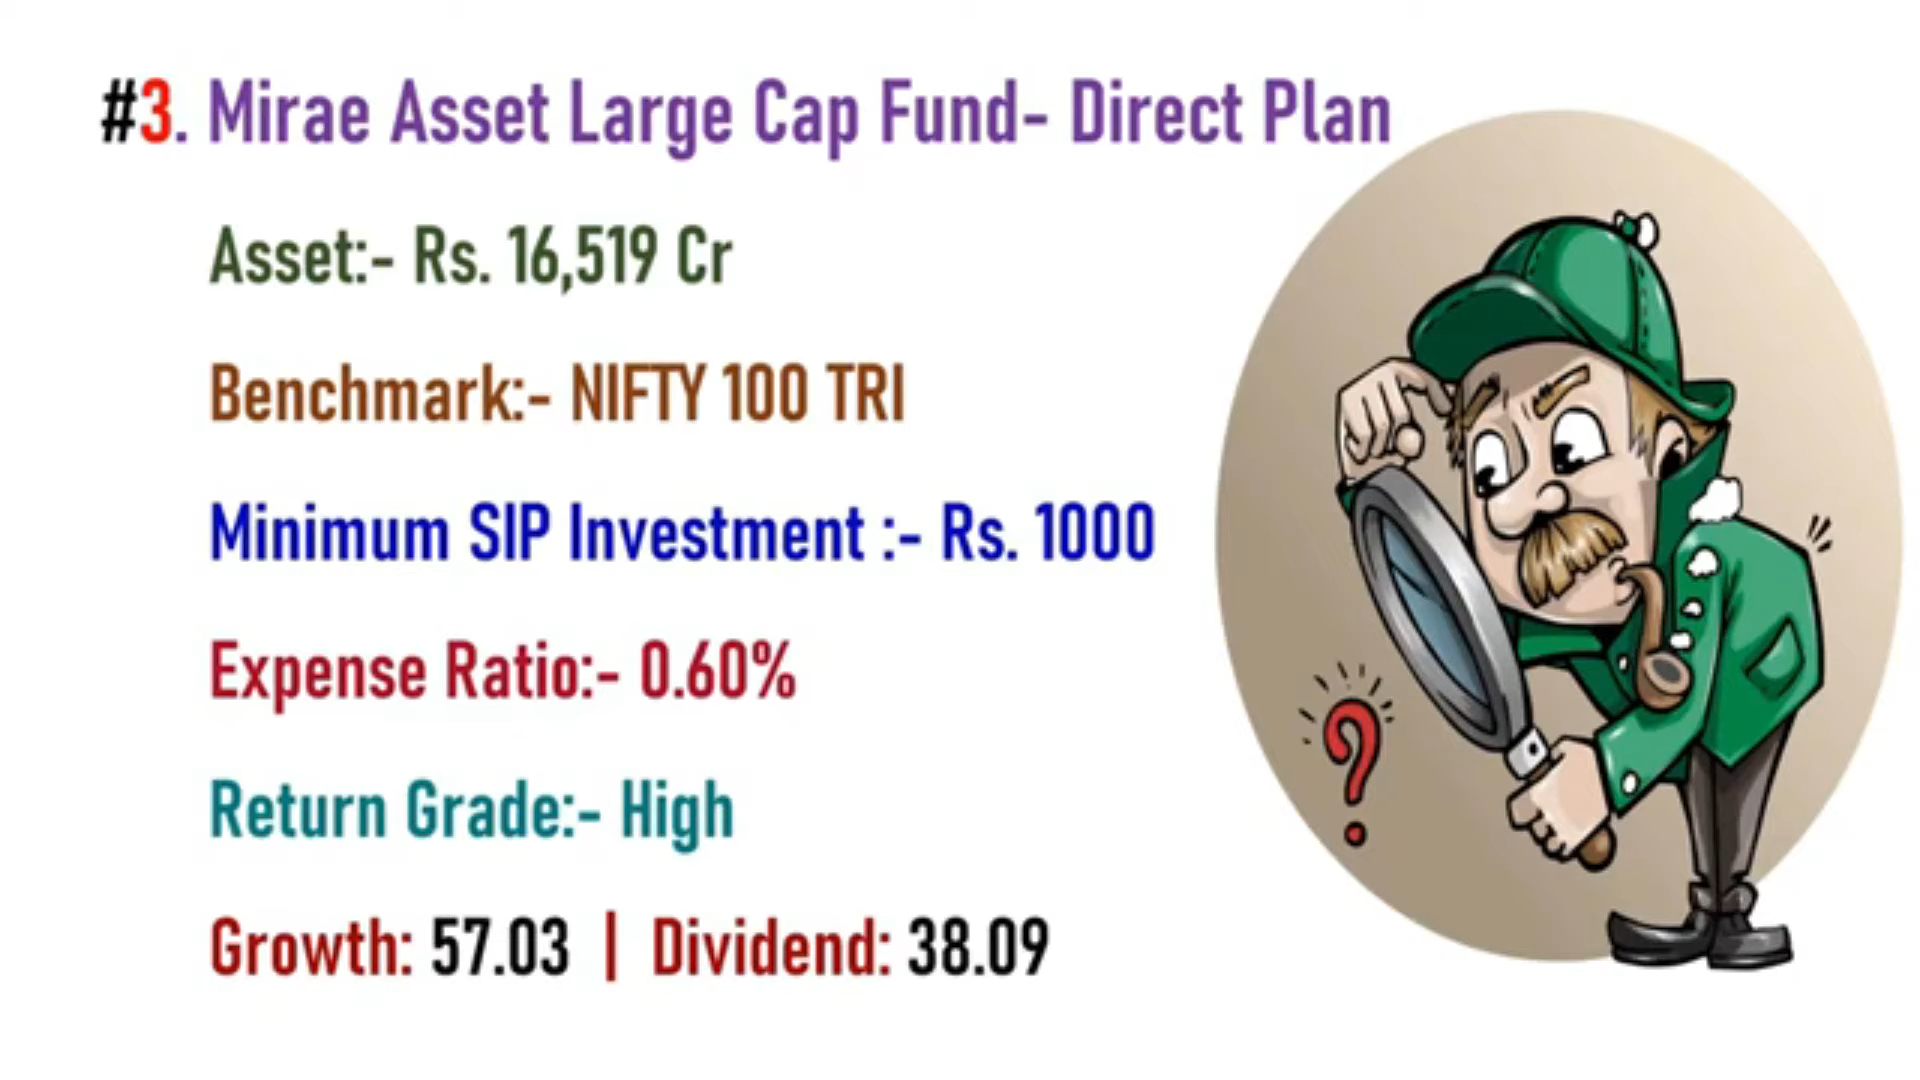 #3. Mirae Asset Large Cap Fund- Direct Plan
Asset:- Rs. 16,519 Cr
Benchmark:- NIFTY 100 TRI
Minimum SIP Investment :- Rs. 1000
Expense Ratio:- 0.60%
Return Grade:- High
Growth: 57.03 | Dividend: 38.09
?